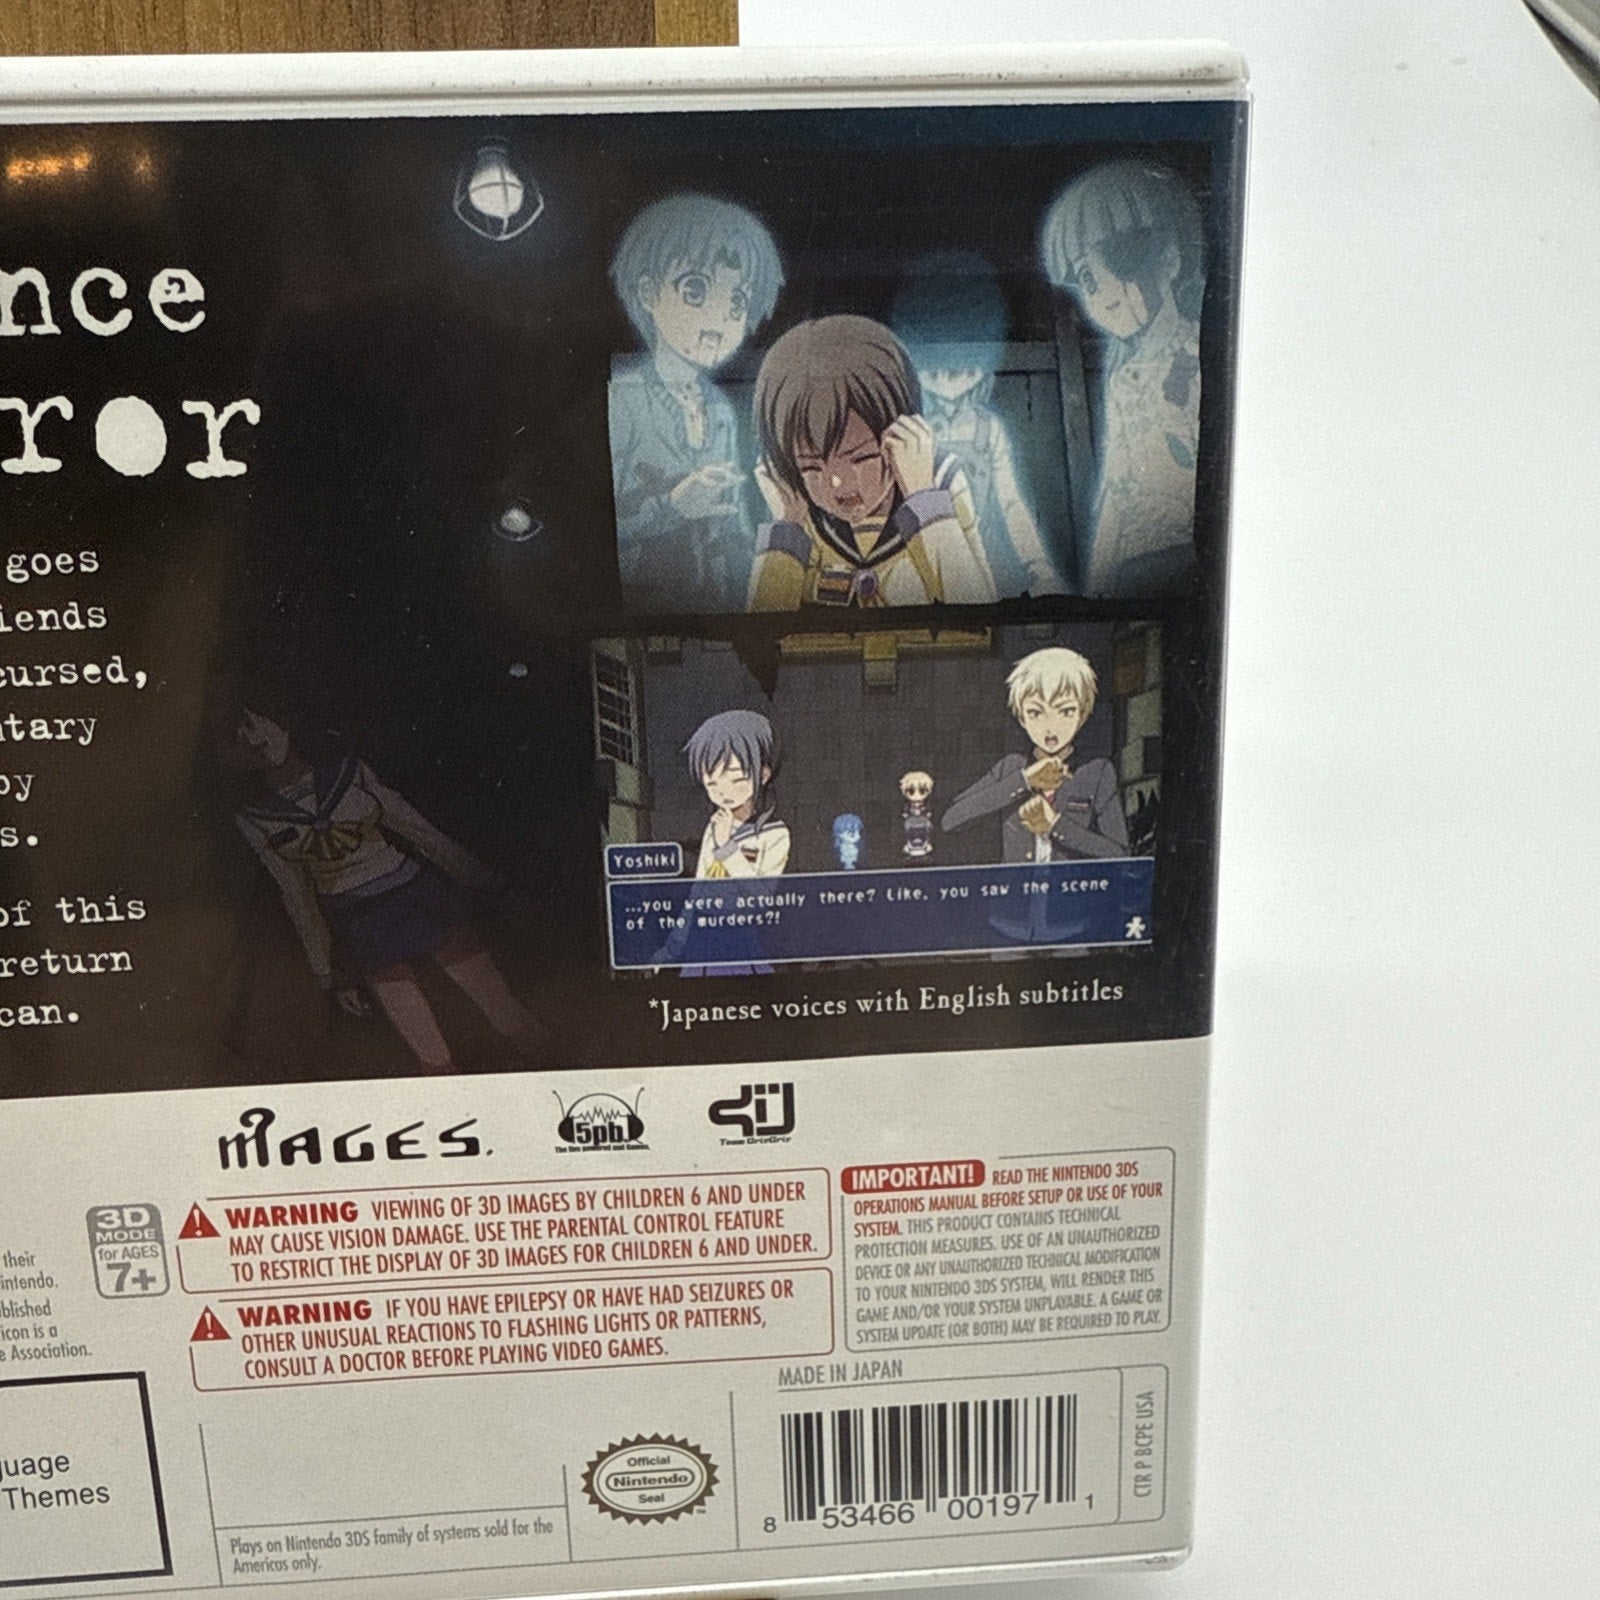 nce
ror
goes
iends
cursed,
tary
by
s.
of this
return
can.
Yoshiki
...you were actually there? Like, you saw the scene
of the murders?!
*Japanese voices with English subtitles
MAGES.
5pb.
Team GrisGris
3D
MODE
for AGES
7+
WARNING VIEWING OF 3D IMAGES BY CHILDREN 6 AND UNDER
MAY CAUSE VISION DAMAGE. USE THE PARENTAL CONTROL FEATURE
TO RESTRICT THE DISPLAY OF 3D IMAGES FOR CHILDREN 6 AND UNDER.
WARNING IF YOU HAVE EPILEPSY OR HAVE HAD SEIZURES OR
OTHER UNUSUAL REACTIONS TO FLASHING LIGHTS OR PATTERNS,
CONSULT A DOCTOR BEFORE PLAYING VIDEO GAMES.
IMPORTANT! READ THE NINTENDO 3DS
OPERATIONS MANUAL BEFORE SETUP OR USE OF YOUR
SYSTEM. THIS PRODUCT CONTAINS TECHNICAL
PROTECTION MEASURES. USE OF AN UNAUTHORIZED
DEVICE OR ANY UNAUTHORIZED TECHNICAL MODIFICATION
TO YOUR NINTENDO 3DS SYSTEM, WILL RENDER THIS
GAME AND/OR YOUR SYSTEM UNPLAYABLE. A GAME OR
SYSTEM UPDATE (OR BOTH) MAY BE REQUIRED TO PLAY.
their
intendo.
blished
icon is a
e Association.
uage
Themes
Plays on Nintendo 3DS family of systems sold for the
Americas only.
Official
Nintendo
Seal
MADE IN JAPAN
8 53466 00197 1
CTR P BCPE USA